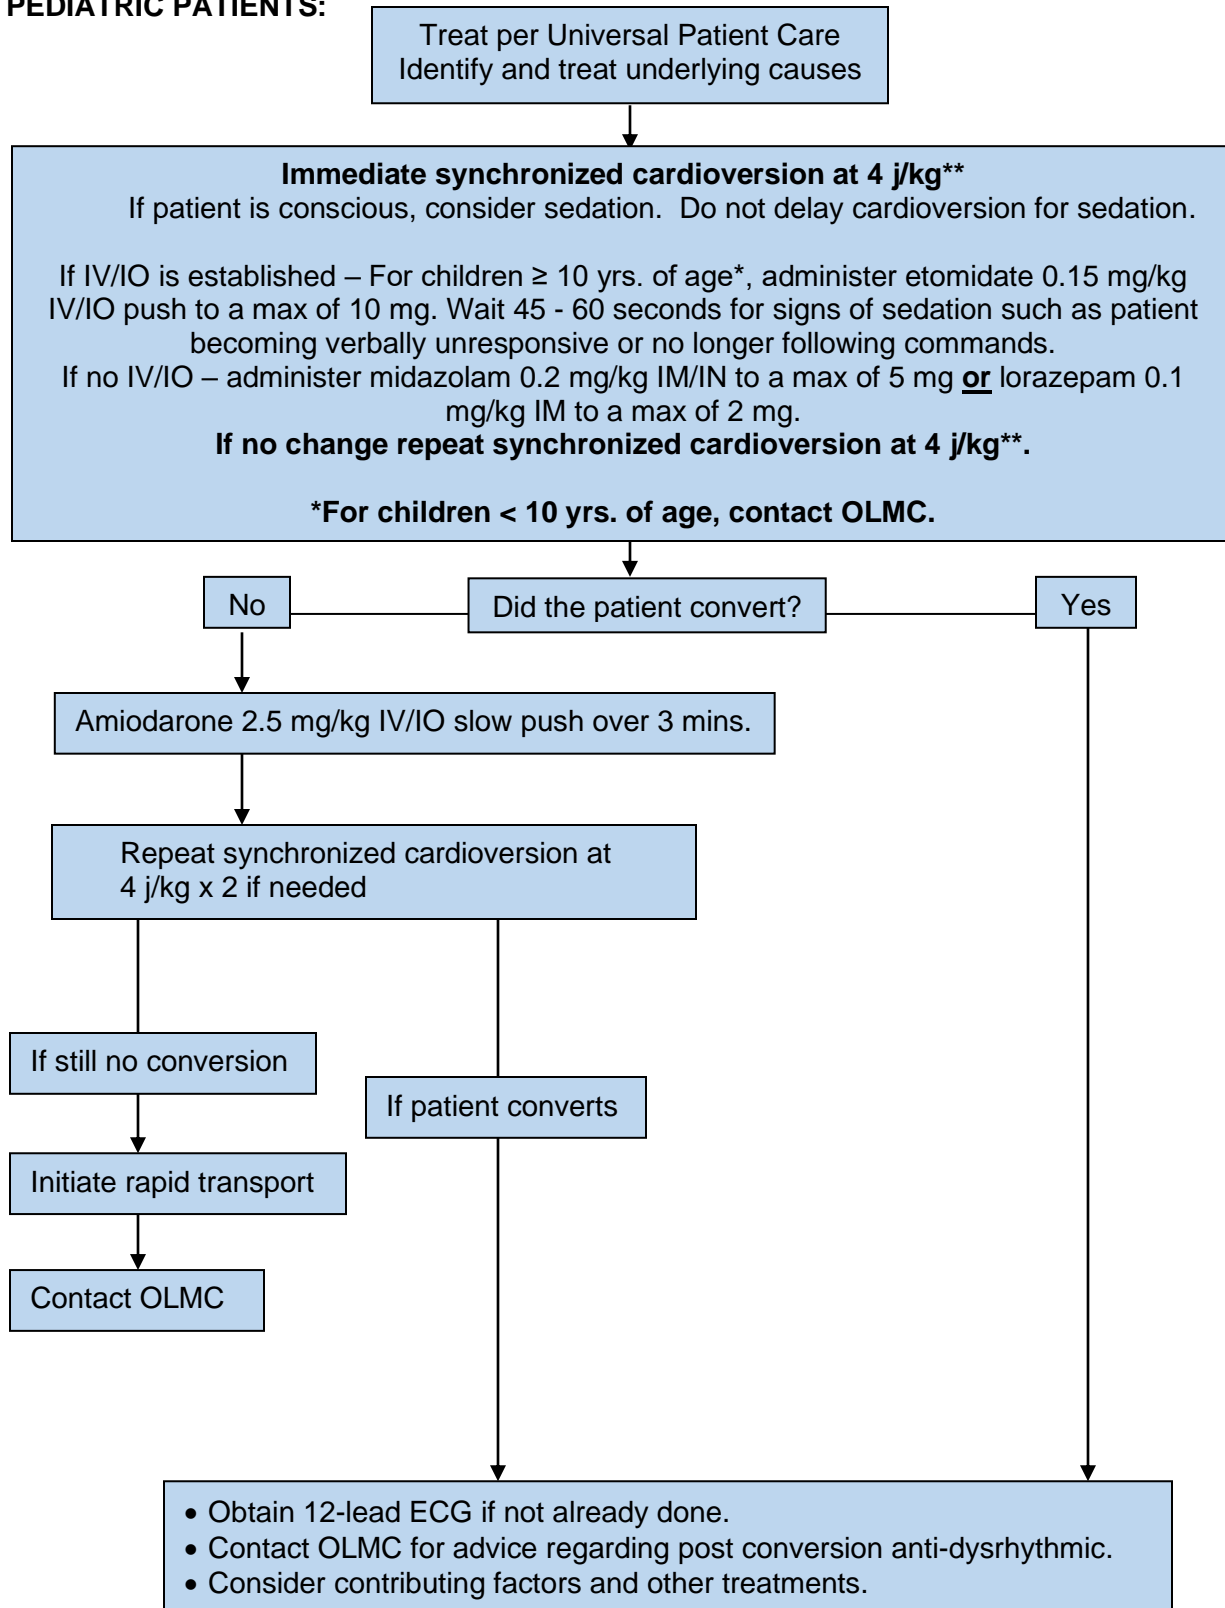 PEDIATRIC PATIENTS:
Treat per Universal Patient Care
Identify and treat underlying causes
Immediate synchronized cardioversion at 4 j/kg**
If patient is conscious, consider sedation. Do not delay cardioversion for sedation.
If IV/IO is established – For children ≥ 10 yrs. of age*, administer etomidate 0.15 mg/kg
IV/IO push to a max of 10 mg. Wait 45 - 60 seconds for signs of sedation such as patient
becoming verbally unresponsive or no longer following commands.
If no IV/IO – administer midazolam 0.2 mg/kg IM/IN to a max of 5 mg or lorazepam 0.1
mg/kg IM to a max of 2 mg.
If no change repeat synchronized cardioversion at 4 j/kg**.
*For children < 10 yrs. of age, contact OLMC.
No
Did the patient convert?
Yes
Amiodarone 2.5 mg/kg IV/IO slow push over 3 mins.
Repeat synchronized cardioversion at
4 j/kg x 2 if needed
If still no conversion
If patient converts
Initiate rapid transport
Contact OLMC
• Obtain 12-lead ECG if not already done.
• Contact OLMC for advice regarding post conversion anti-dysrhythmic.
• Consider contributing factors and other treatments.